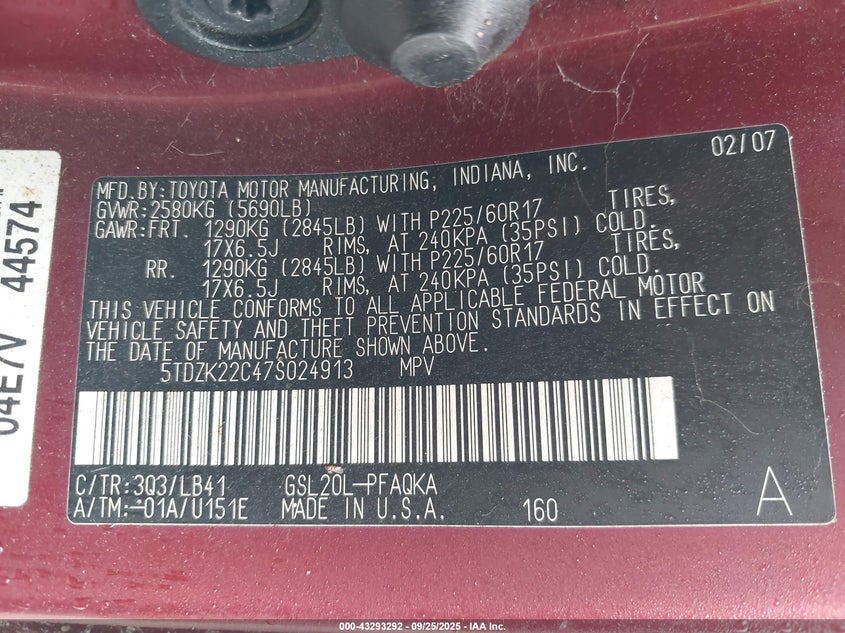 02/07
MFD.BY:TOYOTA MOTOR MANUFACTURING, INDIANA, INC.
GVWR:2580KG (5690LB)
GAWR:FRT. 1290KG (2845LB) WITH P225/60R17 TIRES,
17X6.5J RIMS, AT 240KPA (35PSI) COLD.
RR. 1290KG (2845LB) WITH P225/60R17 TIRES,
17X6.5J RIMS, AT 240KPA (35PSI) COLD.
THIS VEHICLE CONFORMS TO ALL APPLICABLE FEDERAL MOTOR
VEHICLE SAFETY AND THEFT PREVENTION STANDARDS IN EFFECT ON
THE DATE OF MANUFACTURE SHOWN ABOVE.
5TDZK22C47S024913 MPV
C/TR:3Q3/LB41 GSL20L-PFAQKA
A/TM:-01A/U151E MADE IN U.S.A. 160 A
04E7V 44574
000-43293292 - 09/25/2025 - IAA Inc.